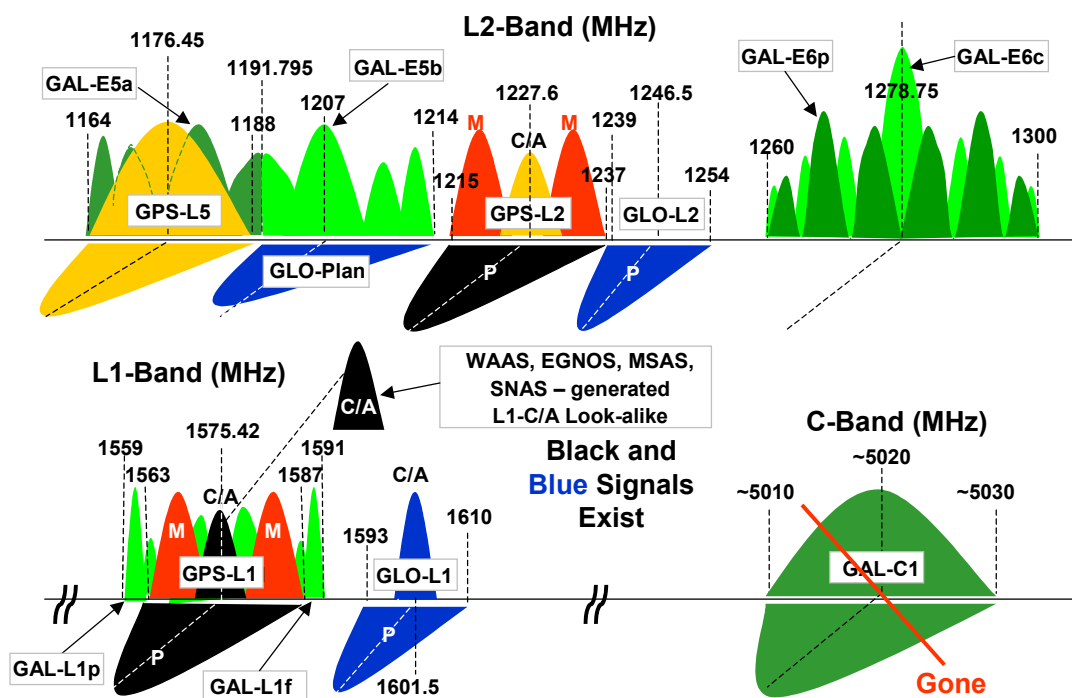 L2-Band (MHz)
1176.45
GAL-E5a
1191.795
GAL-E5b
1164
1188
1207
1214
1227.6
M
C/A
M
1215
1239
1237
1246.5
1254
GAL-E6p
GAL-E6c
1278.75
1260
1300
GPS-L5
GPS-L2
GLO-L2
GLO-Plan
P
P
L1-Band (MHz)
C/A
WAAS, EGNOS, MSAS,
SNAS – generated
L1-C/A Look-alike
Black and
Blue Signals
Exist
C-Band (MHz)
1575.42
1559
1563
1591
1587
C/A
M
M
C/A
1593
1610
~5020
~5010
~5030
GPS-L1
GLO-L1
GAL-C1
P
P
GAL-L1p
GAL-L1f
1601.5
Gone